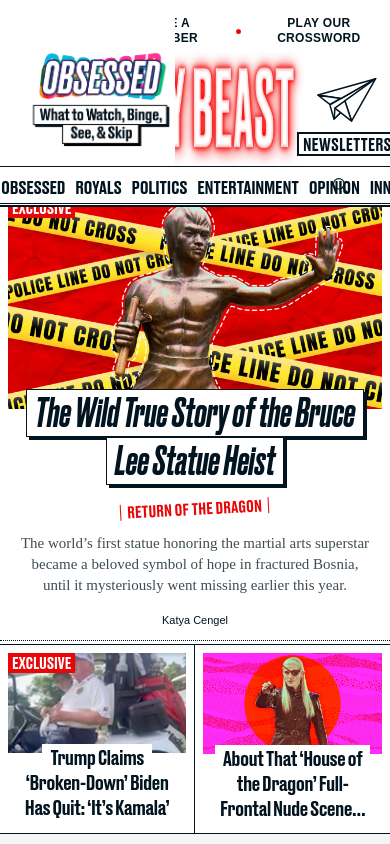 E A
BER
PLAY OUR
CROSSWORD
OBSESSED
What to Watch, Binge,
See, & Skip
Y BEAST
NEWSLETTERS
OBSESSED ROYALS POLITICS ENTERTAINMENT OPINION INN
EXCLUSIVE
DO NOT CROSS
POLICE LINE DO NOT CROSS
DO NOT CROSS
LINE DO NOT CROSS
The Wild True Story of the Bruce
Lee Statue Heist
RETURN OF THE DRAGON
The world’s first statue honoring the martial arts superstar
became a beloved symbol of hope in fractured Bosnia,
until it mysteriously went missing earlier this year.
Katya Cengel
EXCLUSIVE
Trump Claims
‘Broken-Down’ Biden
Has Quit: ‘It’s Kamala’
About That ‘House of
the Dragon’ Full-
Frontal Nude Scene...